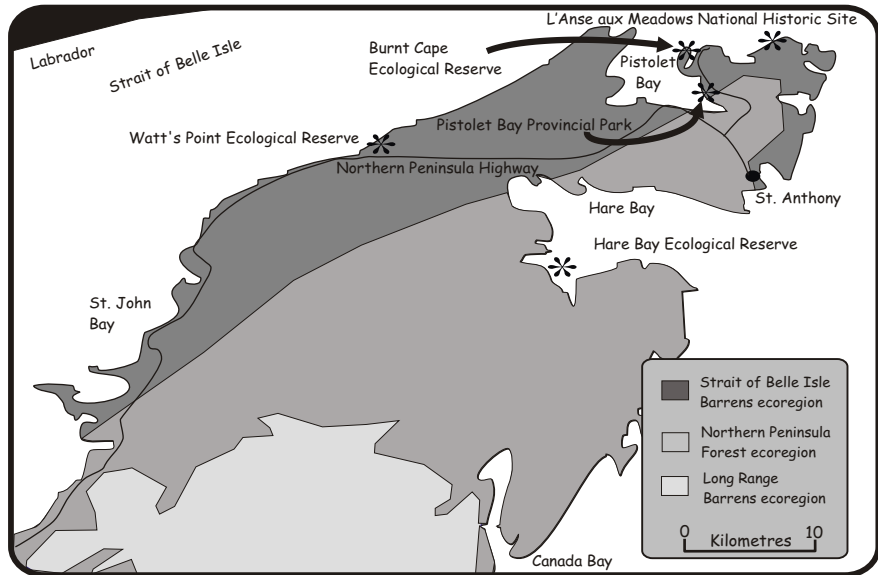 L'Anse aux Meadows National Historic Site
Labrador
Strait of Belle Isle
Burnt Cape
Ecological Reserve
Pistolet
Bay
Pistolet Bay Provincial Park
Watt's Point Ecological Reserve
Northern Peninsula Highway
St. Anthony
Hare Bay
Hare Bay Ecological Reserve
St. John
Bay
Strait of Belle Isle
Barrens ecoregion
Northern Peninsula
Forest ecoregion
Long Range
Barrens ecoregion
0 10
Kilometres
Canada Bay